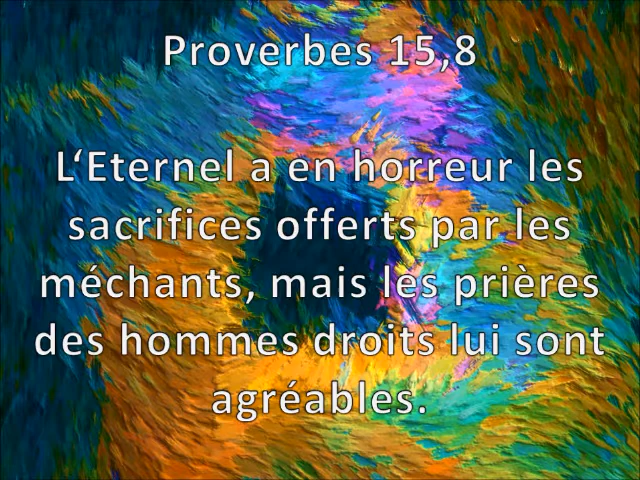 Proverbes 15,8
L‘Eternel a en horreur les
sacrifices offerts par les
méchants, mais les prières
des hommes droits lui sont
agréables.